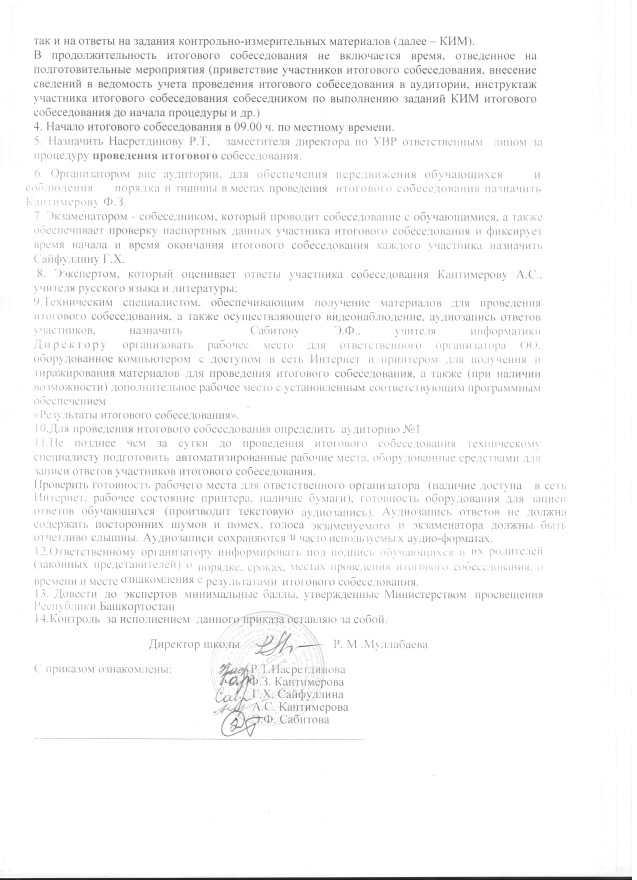 так и на ответы на задания контрольно-измерительных материалов (далее – КИМ).
В продолжительность итогового собеседования не включается время, отведенное на
подготовительные мероприятия (приветствие участников итогового собеседования, внесение
сведений в ведомость учета проведения итогового собеседования в аудитории, инструктаж
участника итогового собеседования собеседником по выполнению заданий КИМ итогового
собеседования до начала процедуры и др.)
4. Начало итогового собеседования в 09.00 ч. по местному времени.
5. Назначить Насретдинову Р.Т, заместителя директора по УВР ответственным лицом за
процедуру проведения итогового собеседования.
6. Организатором вне аудитории, для обеспечения передвижения обучающихся и
соблюдения порядка и тишины в местах проведения итогового собеседования назначить
Кантимерову Ф.З.
7. Экзаменатором - собеседником, который проводит собеседование с обучающимися, а также
обеспечивает проверку паспортных данных участника итогового собеседования и фиксирует
время начала и время окончания итогового собеседования каждого участника назначить
Сайфуллину Г.Х.
8. Ээкспертом, который оценивает ответы участника собеседования Кантимерову А.С.,
учителя русского языка и литературы;
9.Техническим специалистом, обеспечивающим получение материалов для проведения
итогового собеседования, а также осуществляющего видеонаблюдение, аудиозапись ответов
участников, назначить Сабитову Э.Ф., учителя информатики
Директору организовать рабочее место для ответственного организатора ОО,
оборудованное компьютером с доступом в сеть Интернет и принтером для получения и
тиражирования материалов для проведения итогового собеседования, а также (при наличии
возможности) дополнительное рабочее место с установленным соответствующим программным
обеспечением
«Результаты итогового собеседования».
10.Для проведения итогового собеседования определить аудиторию №1
11.Не позднее чем за сутки до проведения итогового собеседования техническому
специалисту подготовить автоматизированные рабочие места, оборудованные средствами для
записи ответов участников итогового собеседования.
Проверить готовность рабочего места для ответственного организатора (наличие доступа в сеть
Интернет, рабочее состояние принтера, наличие бумаги), готовность оборудования для записи
ответов обучающихся (производит текстовую аудиозапись). Аудиозапись ответов не должна
содержать посторонних шумов и помех, голоса экзаменуемого и экзаменатора должны быть
отчетливо слышны. Аудиозаписи сохраняются в часто используемых аудио-форматах.
12.Ответственному организатору информировать под подпись обучающихся и их родителей
(законных представителей) о порядке, сроках, местах проведения итогового собеседования, о
времени и месте ознакомления с результатами итогового собеседования.
13. Довести до экспертов минимальные баллы, утвержденные Министерством просвещения
Республики Башкортостан
14.Контроль за исполнением данного приказа оставляю за собой.
Директор школы Р. М .Муллабаева
С приказом ознакомлены: Р.Т.Насретдинова
Ф.З. Кантимерова
Г.Х. Сайфуллина
А.С. Кантимерова
Э.Ф. Сабитова